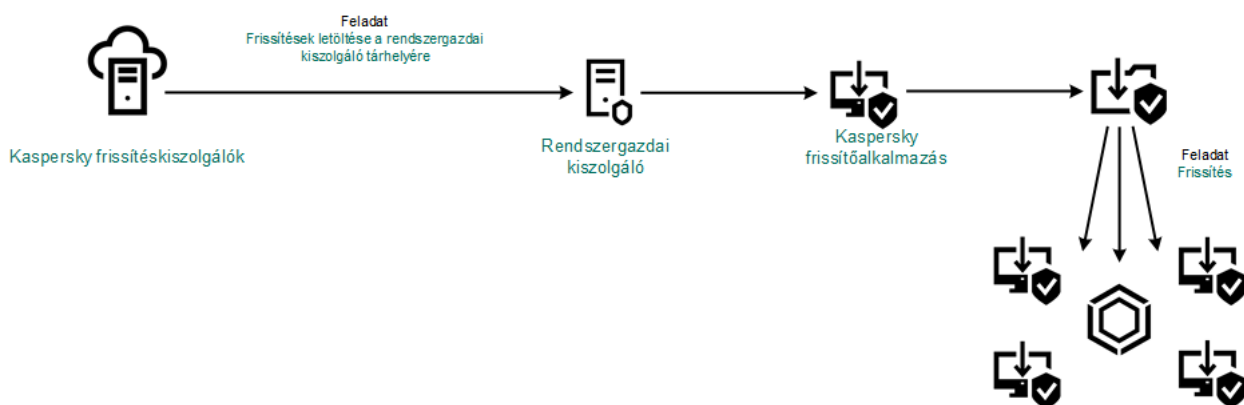 Feladat
Frissítések letöltése a rendszergazdai
kiszolgáló tárhelyére
Kaspersky frissítéskiszolgálók
Rendszergazdai
kiszolgáló
Kaspersky
frissítőalkalmazás
Feladat
Frissítés